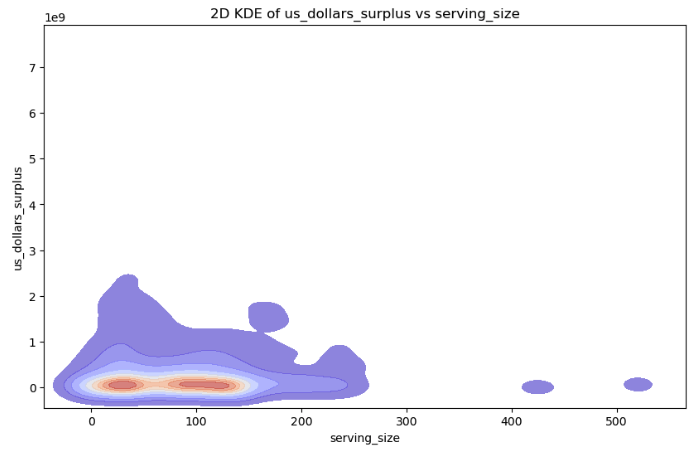 2D KDE of us_dollars_surplus vs serving_size
1e9
7
6
5
4
3
2
1
0
us_dollars_surplus
0 100 200 300 400 500
serving_size